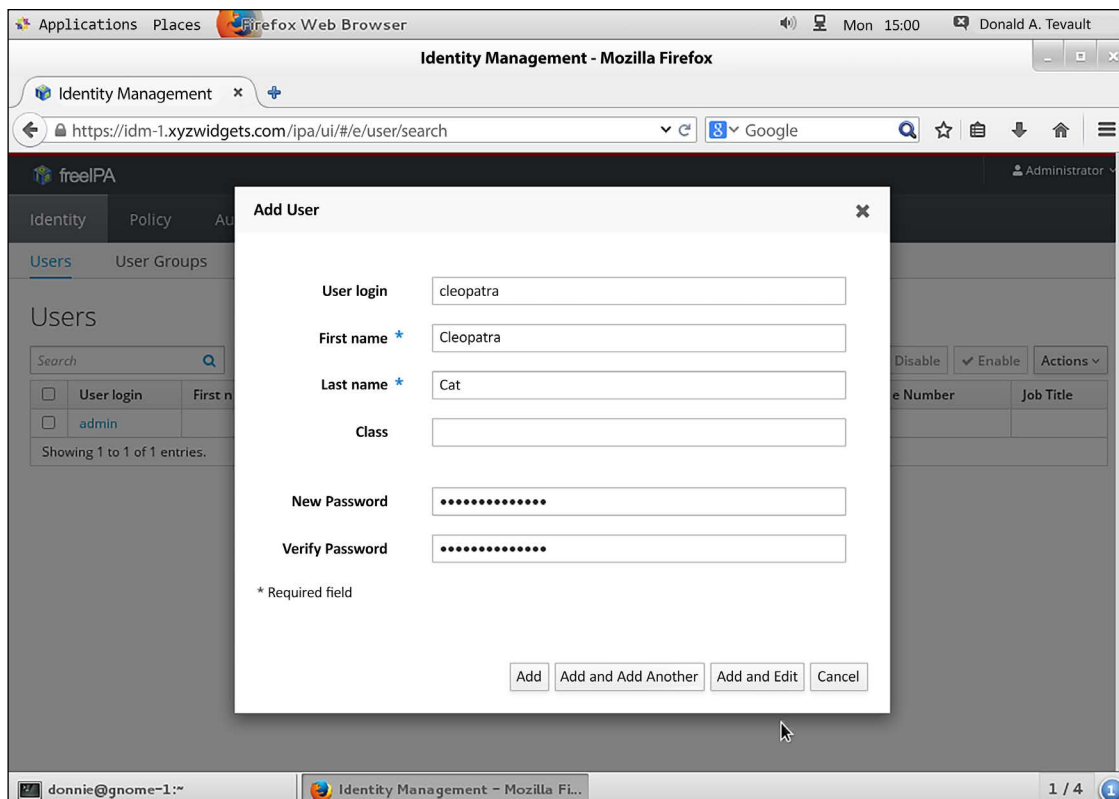 Applications Places Firefox Web Browser Mon 15:00 Donald A. Tevault
Identity Management - Mozilla Firefox
Identity Management
https://idm-1.xyzwidgets.com/ipa/ui/#/e/user/search Google
freeIPA Administrator
Identity Policy Au
Users User Groups
Users
Search Disable Enable Actions
User login First n e Number Job Title
admin
Showing 1 to 1 of 1 entries.
Add User
User login cleopatra
First name * Cleopatra
Last name * Cat
Class
New Password ••••••••••••••
Verify Password ••••••••••••••
* Required field
Add Add and Add Another Add and Edit Cancel
donnie@gnome-1:~ Identity Management - Mozilla Fi... 1 / 4 1